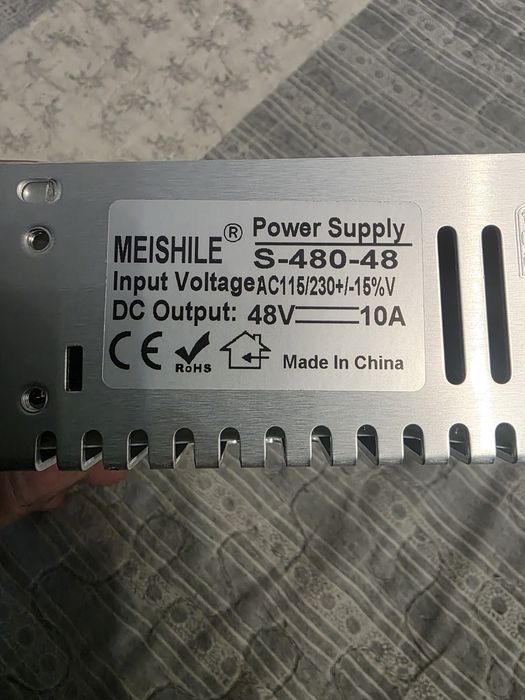 MEISHILE®
Power Supply
S-480-48
Input Voltage: AC115/230+/-15%V
DC Output: 48V 10A
CE RoHS Made In China